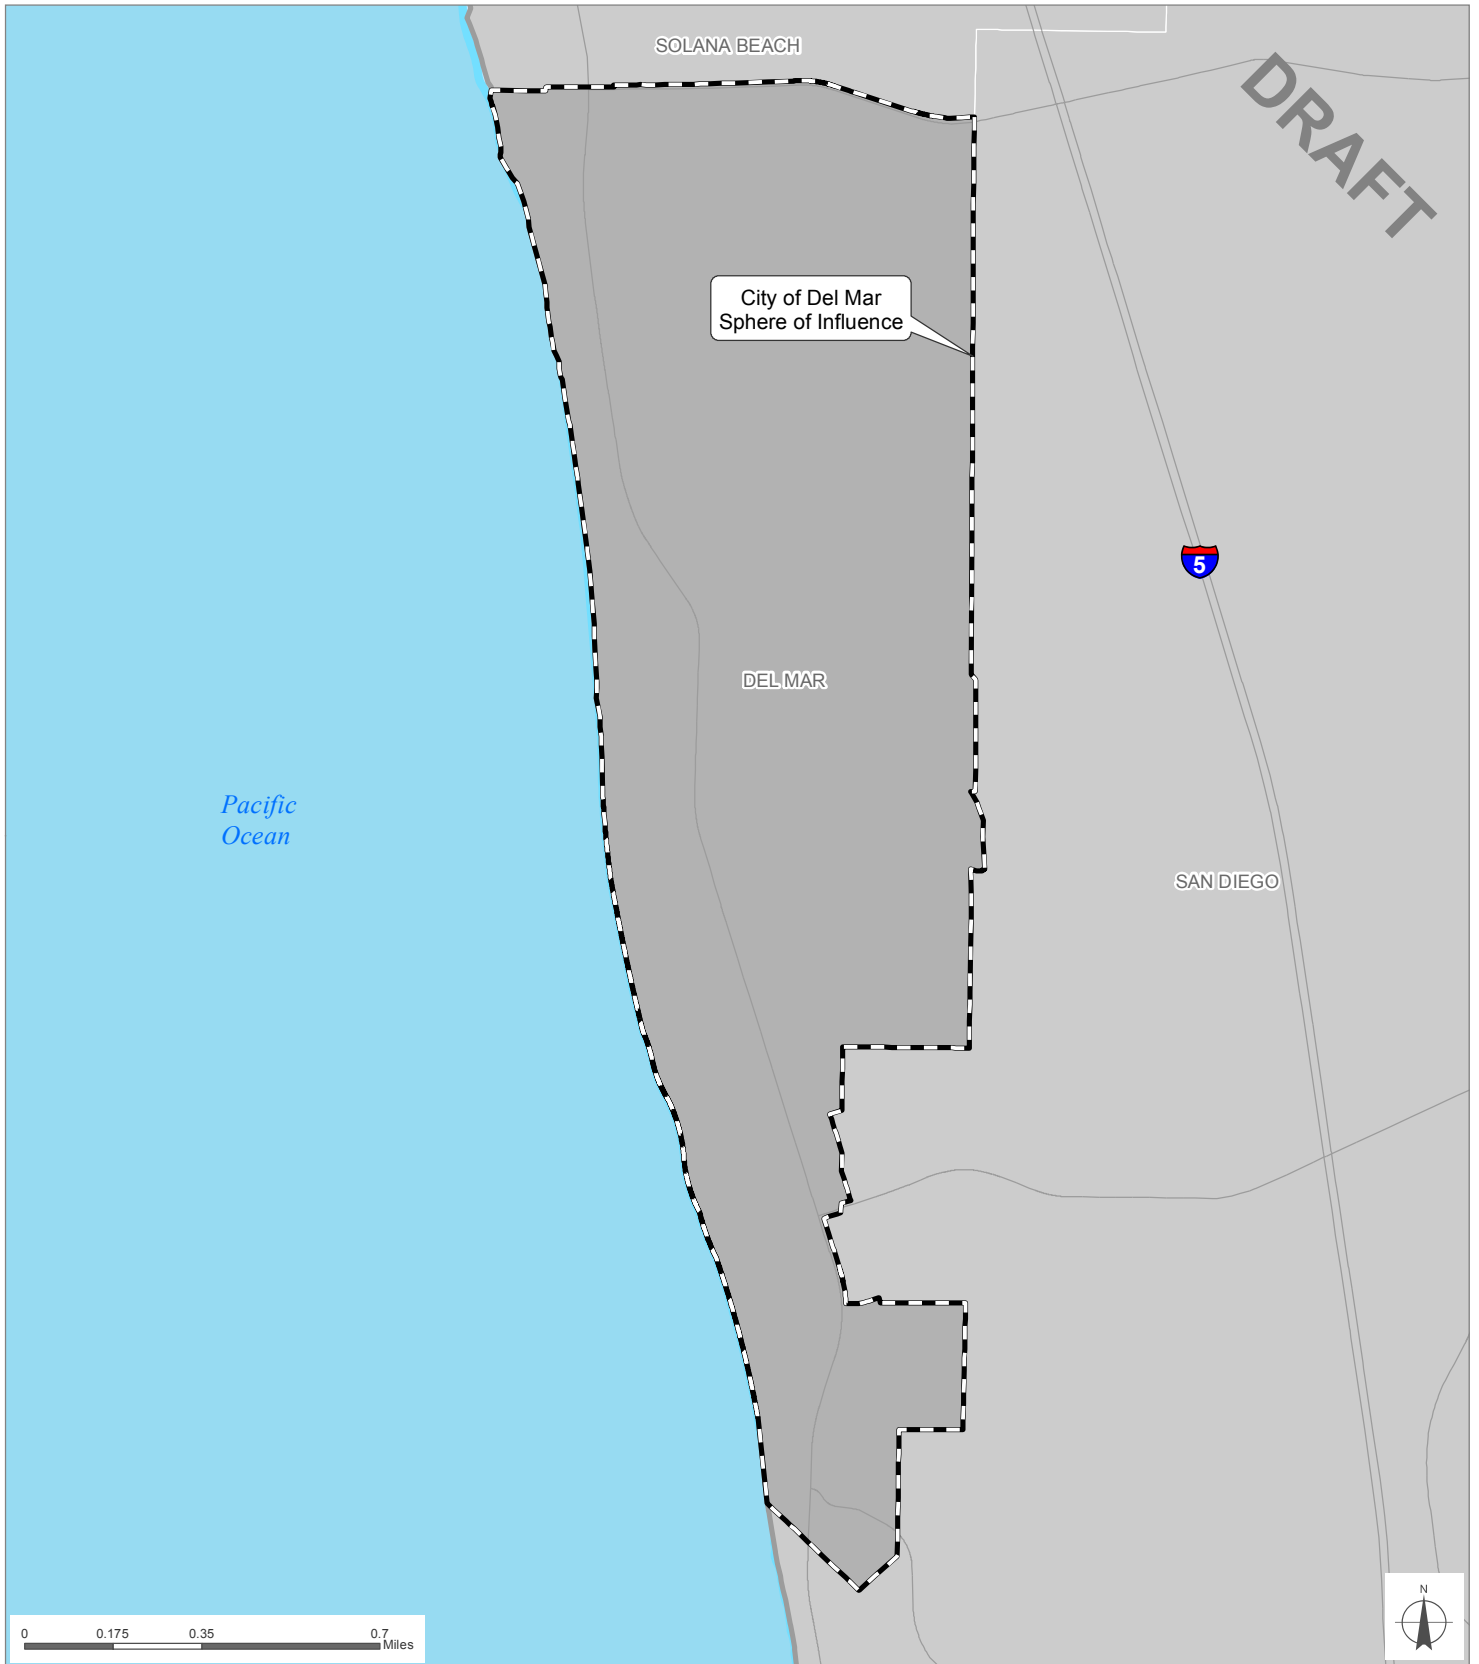 SOLANA BEACH
DRAFT
City of Del Mar
Sphere of Influence
5
DEL MAR
Pacific
Ocean
SAN DIEGO
N
0 0.175 0.35 0.7
Miles